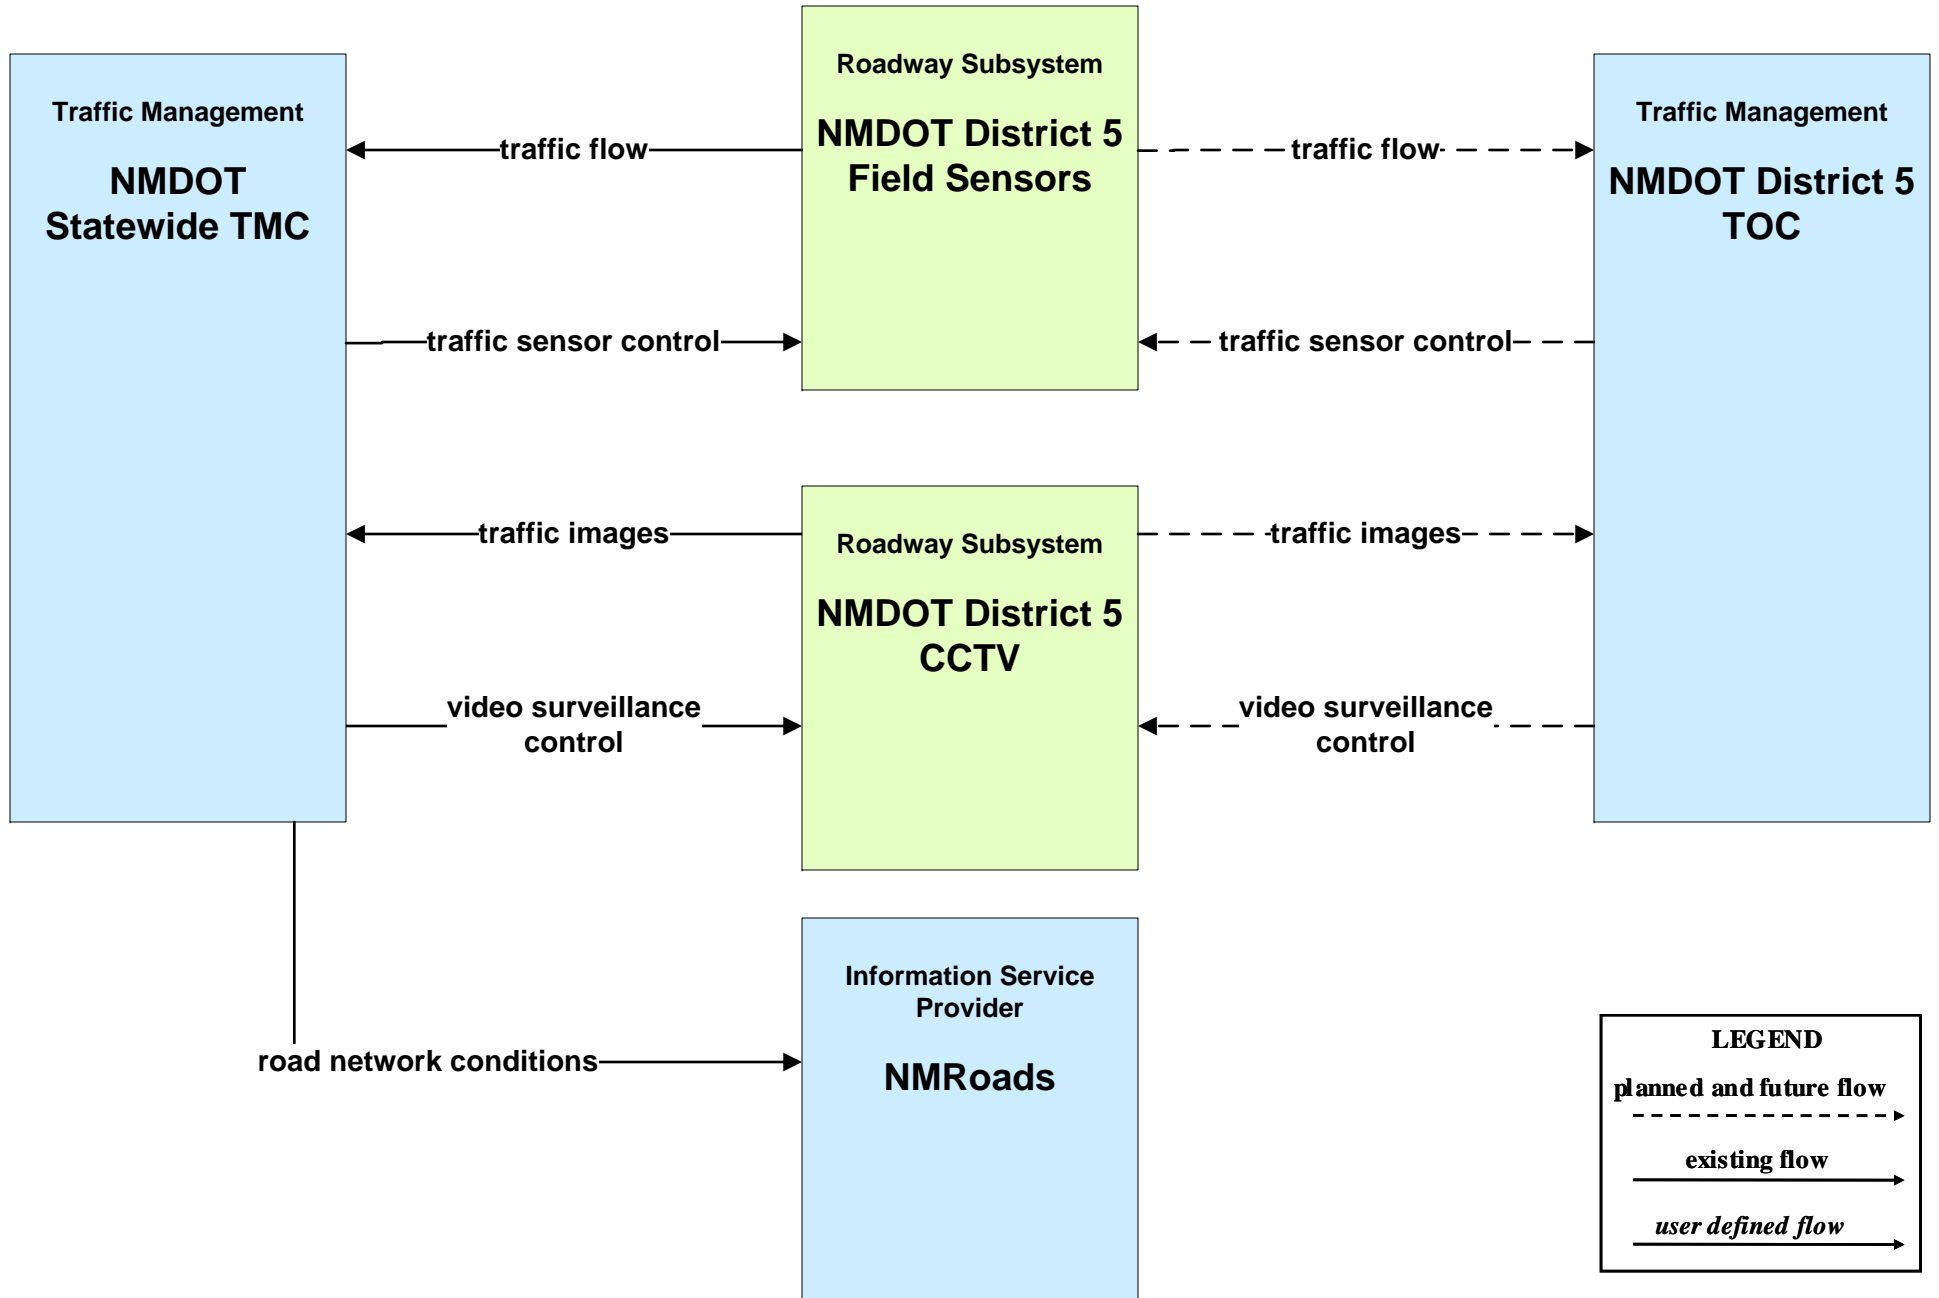 Traffic Management
NMDOT
Statewide TMC
Roadway Subsystem
NMDOT District 5
Field Sensors
Traffic Management
NMDOT District 5
TOC
traffic flow
traffic flow
traffic sensor control
traffic sensor control
traffic images
traffic images
Roadway Subsystem
NMDOT District 5
CCTV
video surveillance
control
video surveillance
control
road network conditions
Information Service
Provider
NMRoads
LEGEND
planned and future flow
existing flow
user defined flow